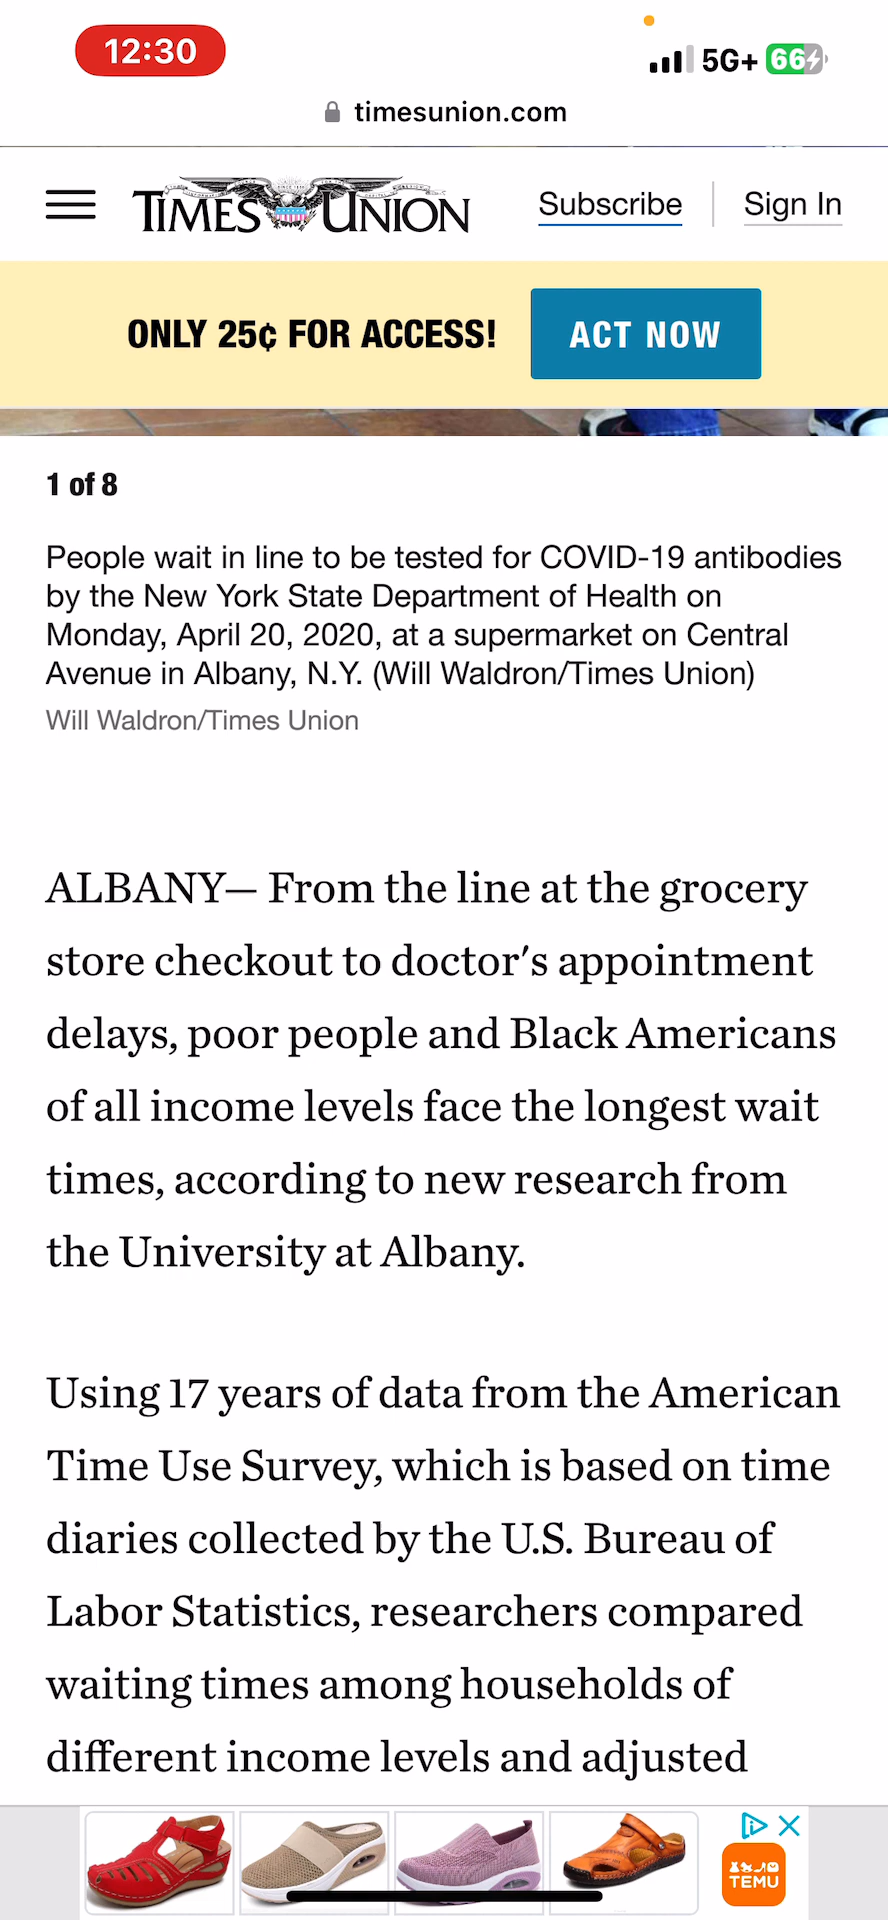 12:30
5G+ 66
timesunion.com
TIMES UNION
Subscribe
Sign In
ONLY 25¢ FOR ACCESS!
ACT NOW
1 of 8
People wait in line to be tested for COVID-19 antibodies
by the New York State Department of Health on
Monday, April 20, 2020, at a supermarket on Central
Avenue in Albany, N.Y. (Will Waldron/Times Union)
Will Waldron/Times Union
ALBANY— From the line at the grocery
store checkout to doctor's appointment
delays, poor people and Black Americans
of all income levels face the longest wait
times, according to new research from
the University at Albany.
Using 17 years of data from the American
Time Use Survey, which is based on time
diaries collected by the U.S. Bureau of
Labor Statistics, researchers compared
waiting times among households of
different income levels and adjusted
TEMU